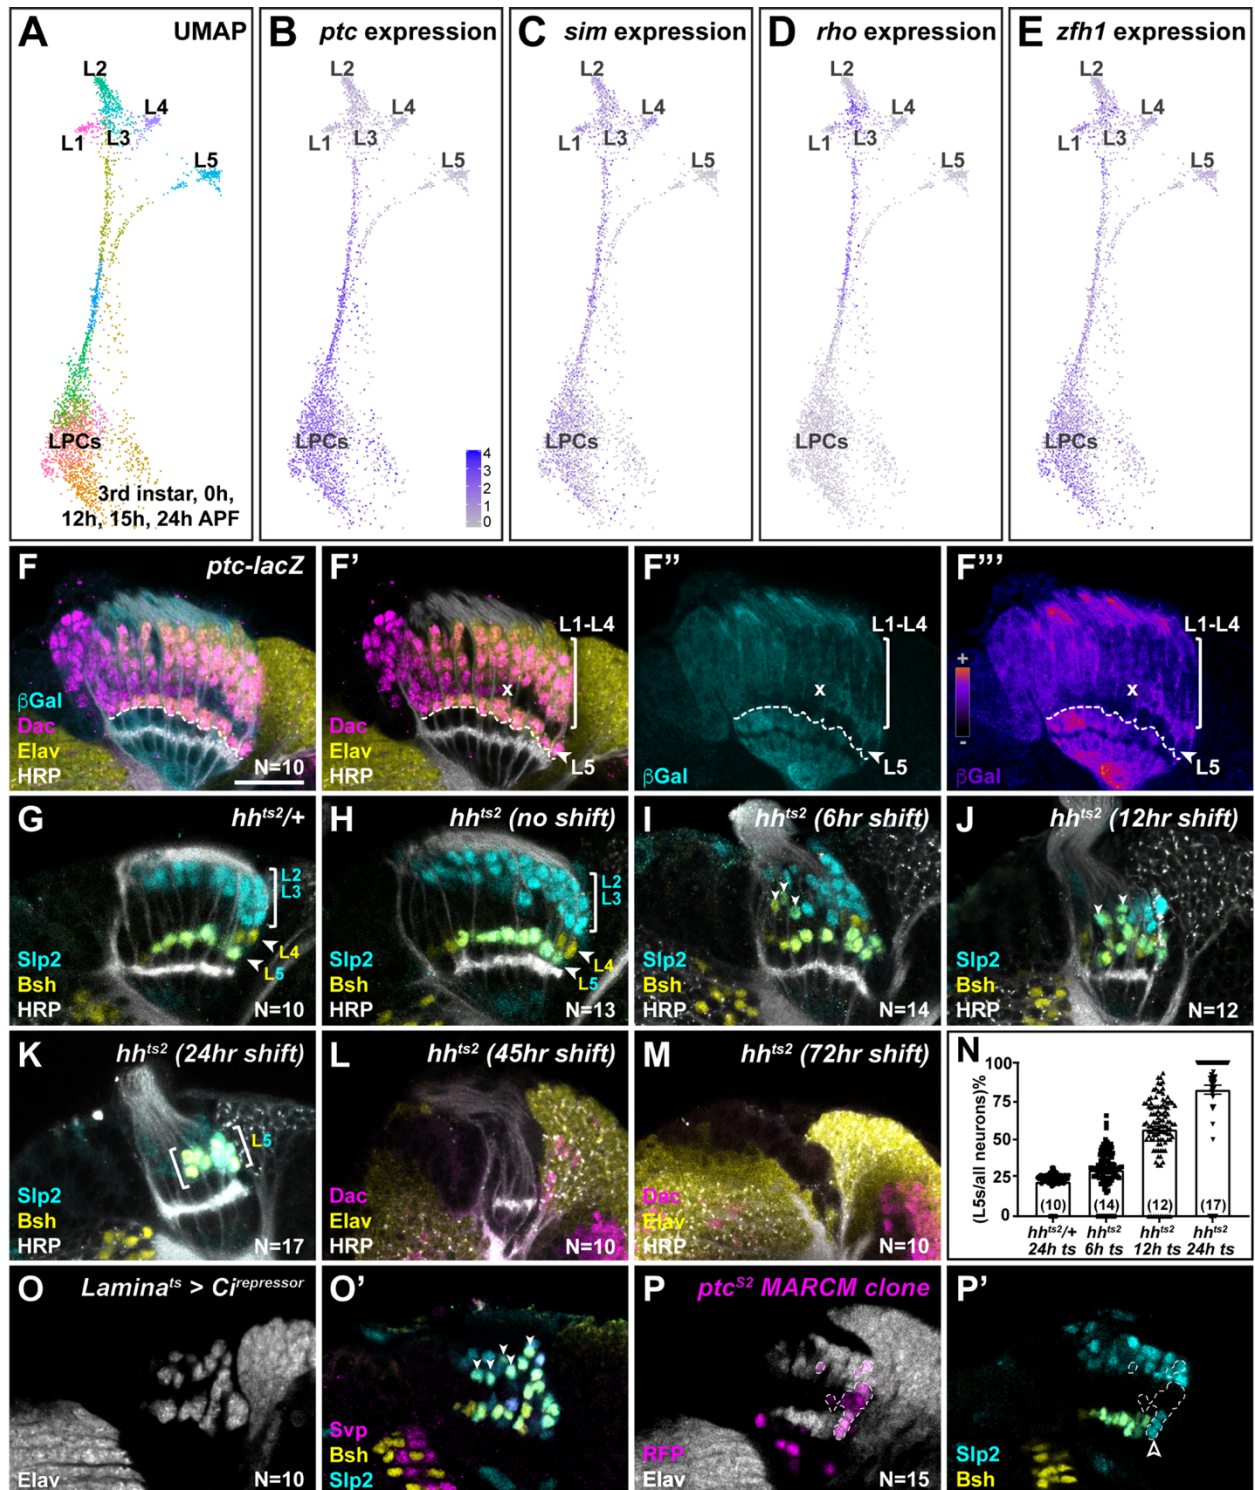 A UMAP
L2
L4
L1 L3
L5
LPCs
3rd instar, 0h,
12h, 15h, 24h APF
B ptc expression
L2
L4
L1 L3
L5
LPCs
4
3
2
1
0
C sim expression
L2
L4
L1 L3
L5
LPCs
D rho expression
L2
L4
L1 L3
L5
LPCs
E zfh1 expression
L2
L4
L1 L3
L5
LPCs
F ptc-lacZ
βGal
Dac
Elav
HRP N=10
F'
L1-L4
x
Dac
Elav
HRP
L5
F''
L1-L4
x
L5
βGal
F'''
L1-L4
+
-
x
L5
βGal
G hhts2/+
L2
L3
L4
L5
Slp2
Bsh
HRP N=10
H hhts2 (no shift)
L2
L3
L4
L5
Slp2
Bsh
HRP N=13
I hhts2 (6hr shift)
Slp2
Bsh
HRP N=14
J hhts2 (12hr shift)
Slp2
Bsh
HRP N=12
K hhts2 (24hr shift)
L5
Slp2
Bsh
HRP N=17
L hhts2 (45hr shift)
Dac
Elav
HRP N=10
M hhts2 (72hr shift)
Dac
Elav
HRP N=10
N
(L5s/all neurons)%
100
75
50
25
0
(10) (14) (12) (17)
hhts2/+ hhts2 hhts2 hhts2
24h ts 6h ts 12h ts 24h ts
O Laminats > Cirepressor
Elav N=10
O'
Svp
Bsh
Slp2
P ptcS2 MARCM clone
RFP
Elav N=15
P'
Slp2
Bsh